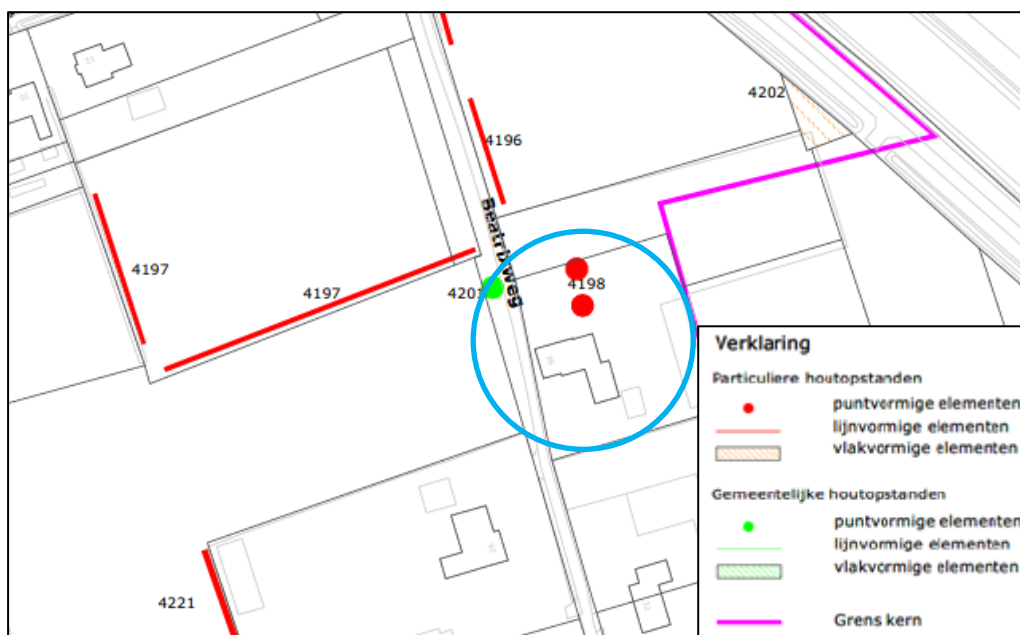 4202
4196
Beatrixweg
4197
4197
4198
4221
Verklaring
Particuliere houtopstanden
puntvormige elementen
lijnvormige elementen
vlakvormige elementen
Gemeentelijke houtopstanden
puntvormige elementen
lijnvormige elementen
vlakvormige elementen
Grens kern